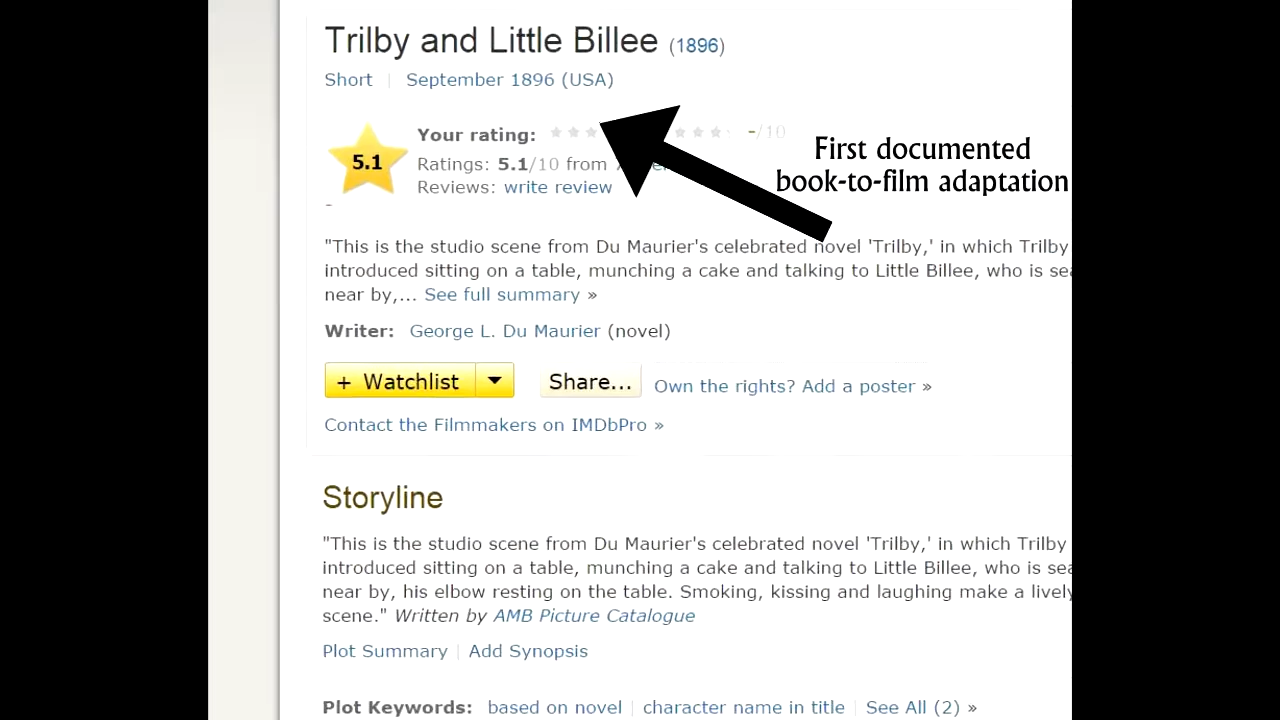 Trilby and Little Billee (1896)
Short | September 1896 (USA)
5.1
Your rating: -/10
Ratings: 5.1/10 from
Reviews: write review
First documented
book-to-film adaptation
"This is the studio scene from Du Maurier's celebrated novel 'Trilby,' in which Trilby
introduced sitting on a table, munching a cake and talking to Little Billee, who is
near by,... See full summary »
Writer: George L. Du Maurier (novel)
+ Watchlist
Share...
Own the rights? Add a poster »
Contact the Filmmakers on IMDbPro »
Storyline
"This is the studio scene from Du Maurier's celebrated novel 'Trilby,' in which Trilby
introduced sitting on a table, munching a cake and talking to Little Billee, who is
near by, his elbow resting on the table. Smoking, kissing and laughing make a lively
scene." Written by AMB Picture Catalogue
Plot Summary | Add Synopsis
Plot Keywords: based on novel | character name in title | See All (2) »